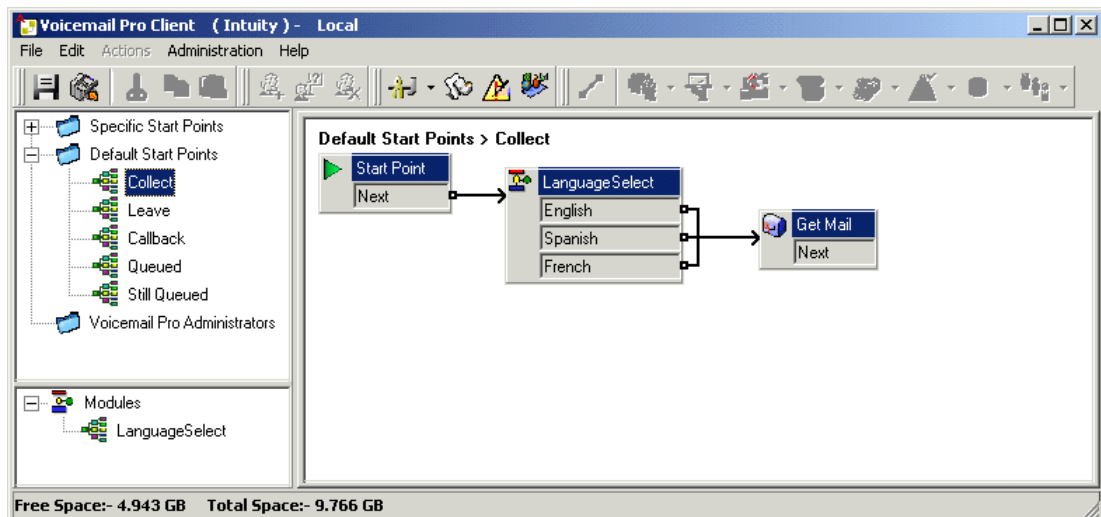 Voicemail Pro Client ( Intuity ) - Local
File Edit Actions Administration Help
Specific Start Points
Default Start Points
Collect
Leave
Callback
Queued
Still Queued
Voicemail Pro Administrators
Modules
LanguageSelect
Default Start Points > Collect
Start Point
Next
LanguageSelect
English
Spanish
French
Get Mail
Next
Free Space:- 4.943 GB Total Space:- 9.766 GB